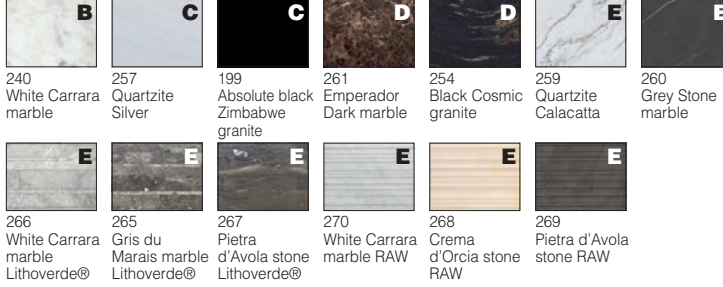 B
240
White Carrara
marble
C
257
Quartzite
Silver
C
199
Absolute black
Zimbabwe
granite
D
261
Emperador
Dark marble
D
254
Black Cosmic
granite
E
259
Quartzite
Calacatta
E
260
Grey Stone
marble
E
266
White Carrara
marble
Lithoverde®
E
265
Gris du
Marais marble
Lithoverde®
E
267
Pietra
d'Avola stone
Lithoverde®
E
270
White Carrara
marble RAW
E
268
Crema
d'Orcia stone
RAW
E
269
Pietra d'Avola
stone RAW